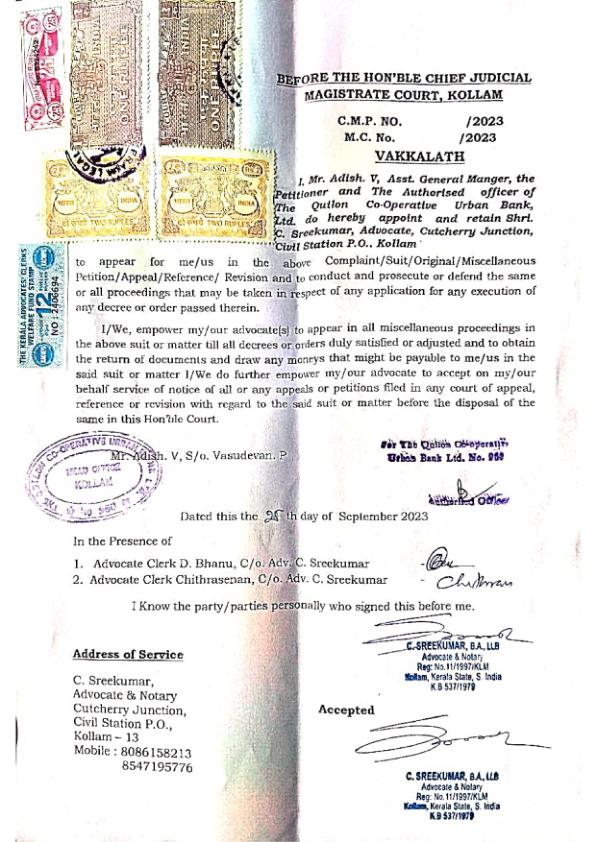 BEFORE THE HON'BLE CHIEF JUDICIAL
MAGISTRATE COURT, KOLLAM
C.M.P. NO. /2023
M.C. No. /2023
VAKKALATH
I, Mr. Adish. V, Asst. General Manger, the
Petitioner and The Authorised officer of
The Quilon Co-Operative Urban Bank,
Ltd. do hereby appoint and retain Shri.
C. Sreekumar, Advocate, Cutcherry Junction,
Civil Station P.O., Kollam
to appear for me/us in the above Complaint/Suit/Original/Miscellaneous
Petition/Appeal/Reference/ Revision and to conduct and prosecute or defend the same
or all proceedings that may be taken in respect of any application for any execution of
any decree or order passed therein.
I/We, empower my/our advocate(s) to appear in all miscellaneous proceedings in
the above suit or matter till all decrees or orders duly satisfied or adjusted and to obtain
the return of documents and draw any moneys that might be payable to me/us in the
said suit or matter I/We do further empower my/our advocate to accept on my/our
behalf service of notice of all or any appeals or petitions filed in any court of appeal,
reference or revision with regard to the said suit or matter before the disposal of the
same in this Hon'ble Court.
ONE RUPEE
ONE RUPEE
INDIA
INDIA
TWO RUPEES
TWO RUPEES
THE KERALA ADVOCATES' CLERKS
WELFARE FUND STAMP
12
NO : 2406694
HEAD OFFICE
KOLLAM
Mr. Adish. V, S/o. Vasudevan. P
For The Quilon Co-operative
Urban Bank Ltd. No. 960
Authorised Officer
Dated this the 25 th day of September 2023
In the Presence of
1. Advocate Clerk D. Bhanu, C/o. Adv. C. Sreekumar
2. Advocate Clerk Chithrasenan, C/o. Adv. C. Sreekumar
I Know the party/parties personally who signed this before me.
C. SREEKUMAR, B.A., LLB
Advocate & Notary
Reg: No.11/1997/KLM
Kollam, Kerala State, S. India
K.B 537/1979
Address of Service
C. Sreekumar,
Advocate & Notary
Cutcherry Junction,
Civil Station P.O.,
Kollam – 13
Mobile : 8086158213
8547195776
Accepted
C. SREEKUMAR, B.A., LLB
Advocate & Notary
Reg: No.11/1997/KLM
Kollam, Kerala State, S. India
K.B 537/1979